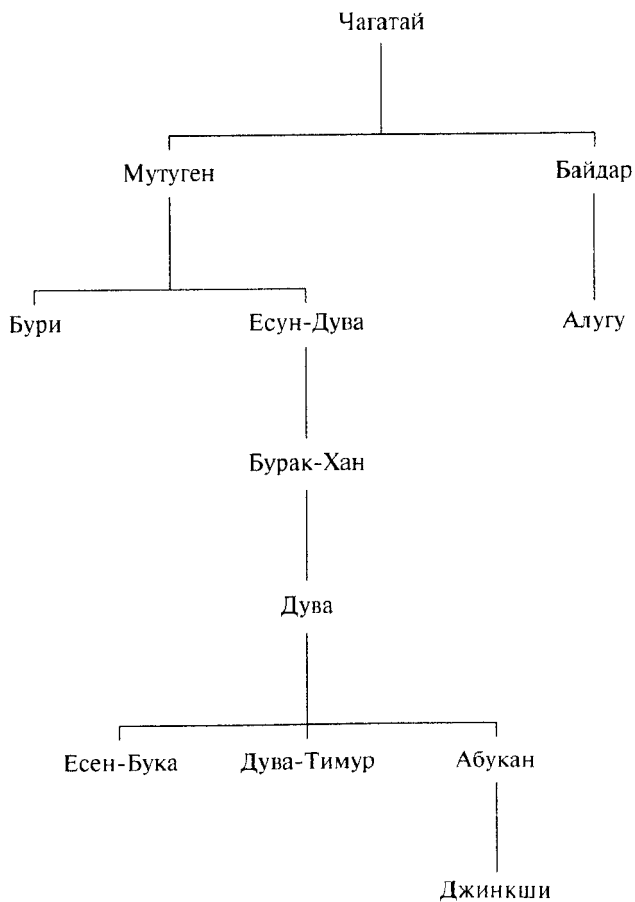 Чагатай
Мутуген Байдар
Бури Есун-Дува Алугу
Бурак-Хан
Дува
Есен-Бука Дува-Тимур Абукан
Джинкши